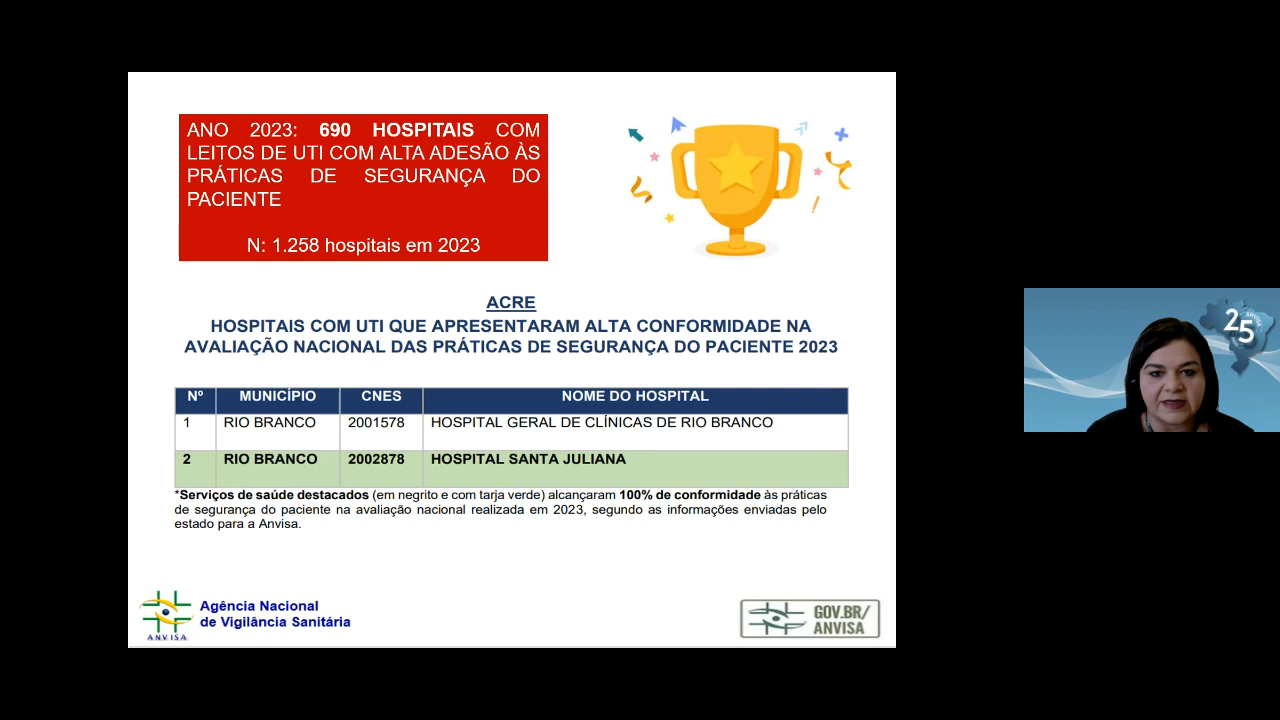 ANO 2023: 690 HOSPITAIS COM
LEITOS DE UTI COM ALTA ADESÃO ÀS
PRÁTICAS DE SEGURANÇA DO
PACIENTE
N: 1.258 hospitais em 2023
ACRE
HOSPITAIS COM UTI QUE APRESENTARAM ALTA CONFORMIDADE NA
AVALIAÇÃO NACIONAL DAS PRÁTICAS DE SEGURANÇA DO PACIENTE 2023
Nº MUNICÍPIO CNES NOME DO HOSPITAL
1 RIO BRANCO 2001578 HOSPITAL GERAL DE CLÍNICAS DE RIO BRANCO
2 RIO BRANCO 2002878 HOSPITAL SANTA JULIANA
*Serviços de saúde destacados (em negrito e com tarja verde) alcançaram 100% de conformidade às práticas
de segurança do paciente na avaliação nacional realizada em 2023, segundo as informações enviadas pelo
estado para a Anvisa.
ANVISA
Agência Nacional
de Vigilância Sanitária
GOV.BR/
ANVISA
25
ANVISA